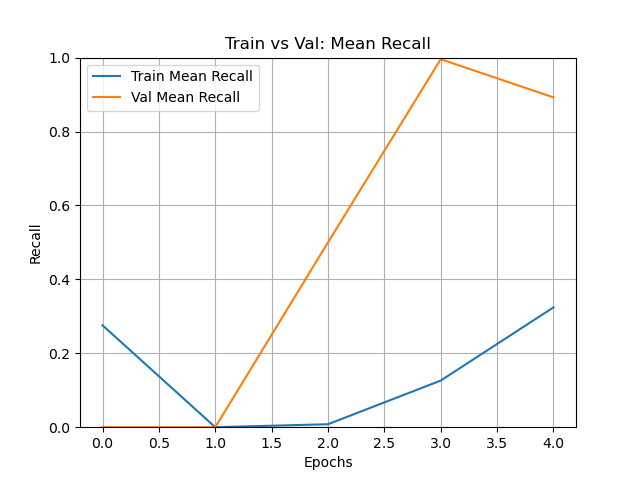 Train vs Val: Mean Recall
Train Mean Recall
Val Mean Recall
Recall
1.0
0.8
0.6
0.4
0.2
0.0
0.0 0.5 1.0 1.5 2.0 2.5 3.0 3.5 4.0
Epochs